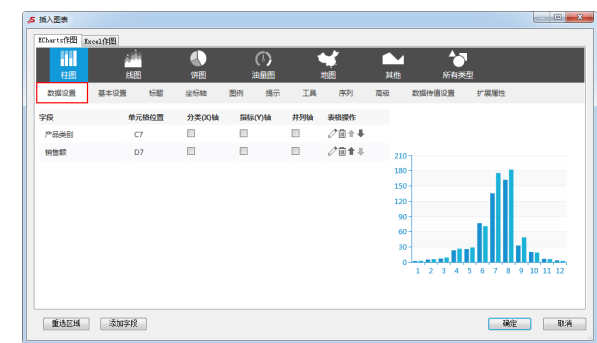 插入图表
ECharts作图 Excel作图
柱图 线图 饼图 油量图 地图 其他 所有类型
数据设置 基本设置 标题 坐标轴 图例 提示 工具 序列 高级 数据传值设置 扩展属性
字段 单元格位置 分类(X)轴 指标(Y)轴 并列轴 表格操作
产品类别 C7
销售额 D7
210
180
150
120
90
60
30
0
1 2 3 4 5 6 7 8 9 10 11 12
重选区域 添加字段 确定 取消